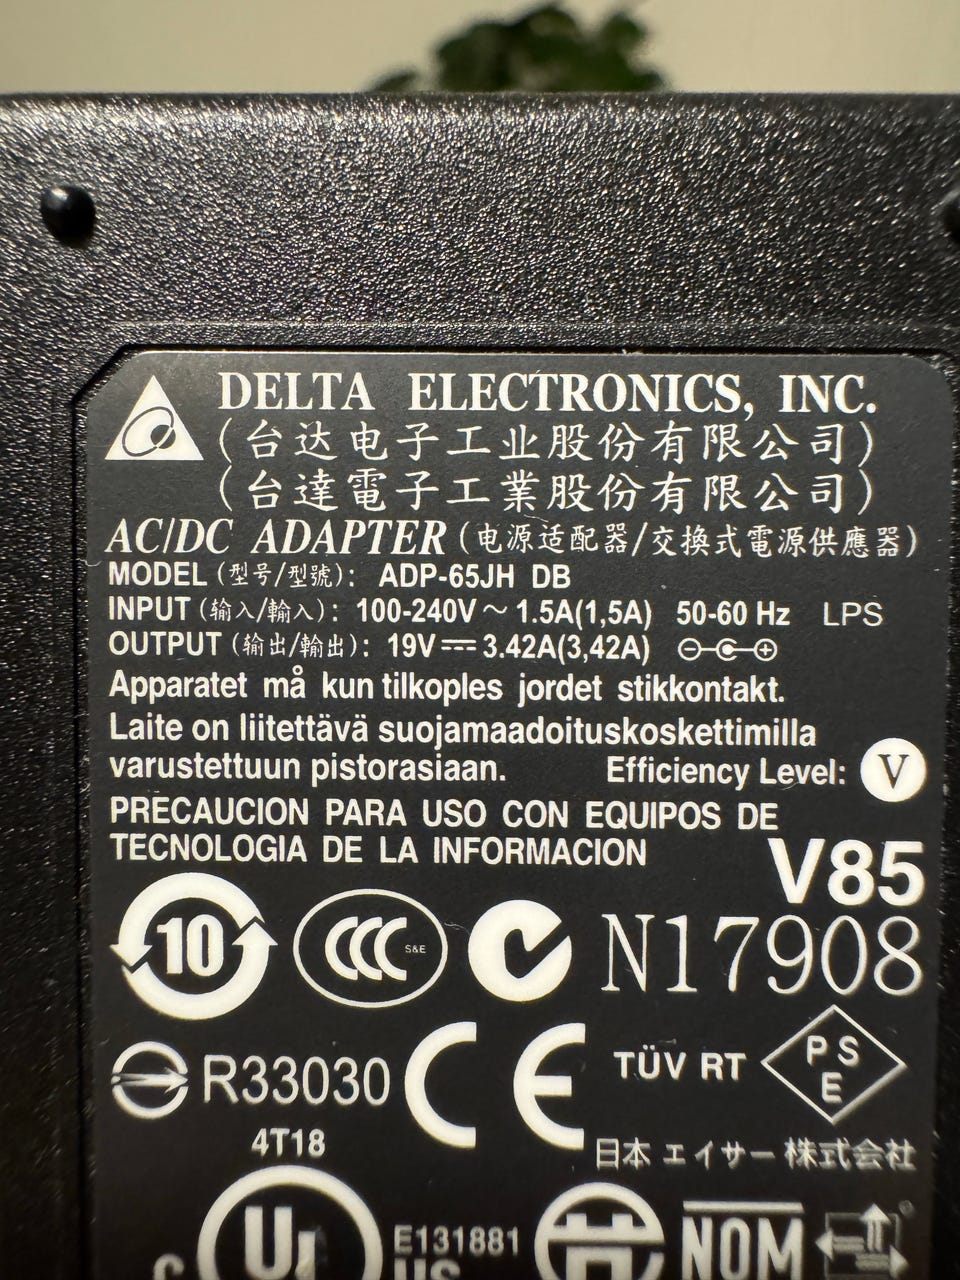 DELTA ELECTRONICS, INC.
(台达电子工业股份有限公司)
(台達電子工業股份有限公司)
AC/DC ADAPTER (电源适配器/交換式電源供應器)
MODEL (型号/型號): ADP-65JH DB
INPUT (输入/輸入): 100-240V ~ 1.5A(1,5A) 50-60 Hz LPS
OUTPUT (输出/輸出): 19V ⎓ 3.42A(3,42A)
Apparatet må kun tilkoples jordet stikkontakt.
Laite on liitettävä suojamaadoituskoskettimilla
varustettuun pistorasiaan. Efficiency Level: V
PRECAUCION PARA USO CON EQUIPOS DE
TECNOLOGIA DE LA INFORMACION
V85
10 CCC S&E N17908
R33030 CE TÜV RT PSE
4T18 日本エイサー株式会社
c UL US E131881 NOM